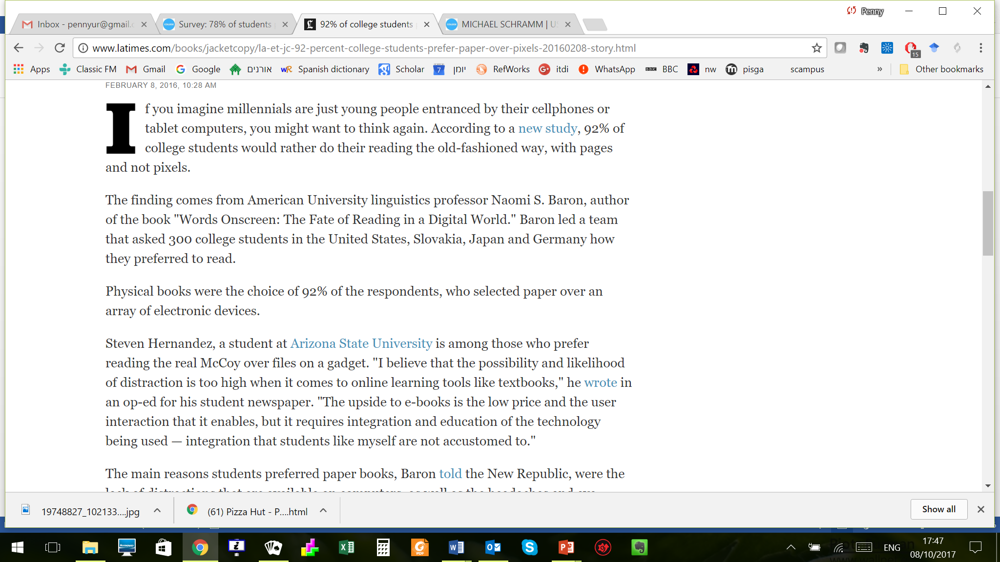 Penny
Inbox - pennyur@gmail.c
Survey: 78% of students
92% of college students
MICHAEL SCHRAMM | US
www.latimes.com/books/jacketcopy/la-et-jc-92-percent-college-students-prefer-paper-over-pixels-20160208-story.html
15
Apps Classic FM Gmail Google אורנים Spanish dictionary Scholar 7 יומן RefWorks itdi WhatsApp BBC nw pisga scampus » Other bookmarks
FEBRUARY 8, 2016, 10:28 AM
If you imagine millennials are just young people entranced by their cellphones or
tablet computers, you might want to think again. According to a new study, 92% of
college students would rather do their reading the old-fashioned way, with pages
and not pixels.
The finding comes from American University linguistics professor Naomi S. Baron, author
of the book "Words Onscreen: The Fate of Reading in a Digital World." Baron led a team
that asked 300 college students in the United States, Slovakia, Japan and Germany how
they preferred to read.
Physical books were the choice of 92% of the respondents, who selected paper over an
array of electronic devices.
Steven Hernandez, a student at Arizona State University is among those who prefer
reading the real McCoy over files on a gadget. "I believe that the possibility and likelihood
of distraction is too high when it comes to online learning tools like textbooks," he wrote in
an op-ed for his student newspaper. "The upside to e-books is the low price and the user
interaction that it enables, but it requires integration and education of the technology
being used — integration that students like myself are not accustomed to."
The main reasons students preferred paper books, Baron told the New Republic, were the
19748827_102133....jpg
(61) Pizza Hut - P....html
Show all
ENG
17:47
08/10/2017